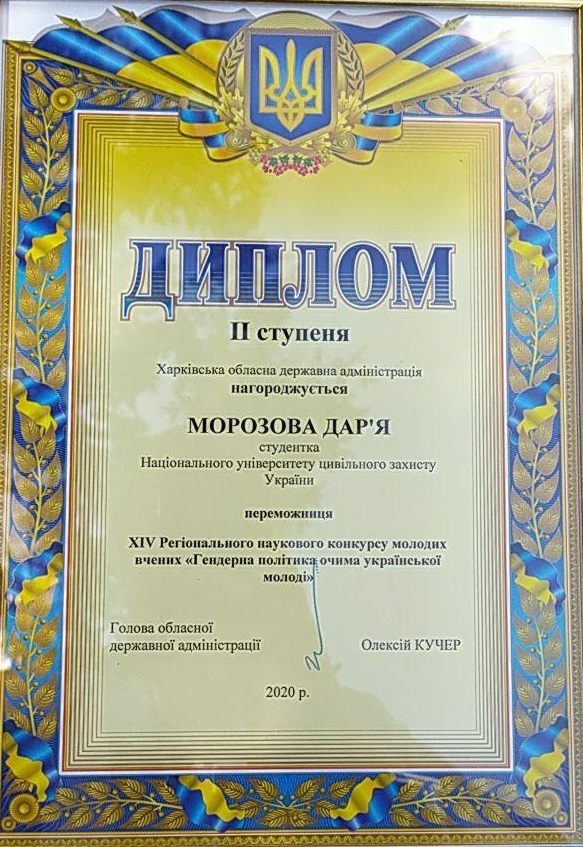 ДИПЛОМ
ІІ ступеня
Харківська обласна державна адміністрація
нагороджується
МОРОЗОВА ДАР'Я
студентка
Національного університету цивільного захисту
України
переможниця
XIV Регіонального наукового конкурсу молодих
вчених «Гендерна політика очима української
молоді»
Голова обласної
державної адміністрації
Олексій КУЧЕР
2020 р.